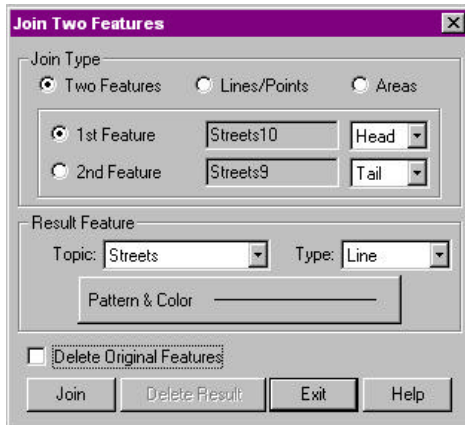 Join Two Features
Join Type
Two Features Lines/Points Areas
1st Feature Streets10 Head
2nd Feature Streets9 Tail
Result Feature
Topic: Streets Type: Line
Pattern & Color
Delete Original Features
Join Delete Result Exit Help